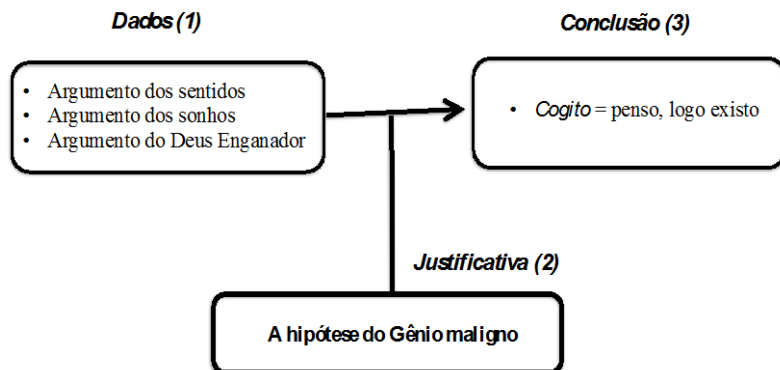 Dados (1)
Conclusão (3)
• Argumento dos sentidos
• Argumento dos sonhos
• Argumento do Deus Enganador
• Cogito = penso, logo existo
Justificativa (2)
A hipótese do Gênio maligno